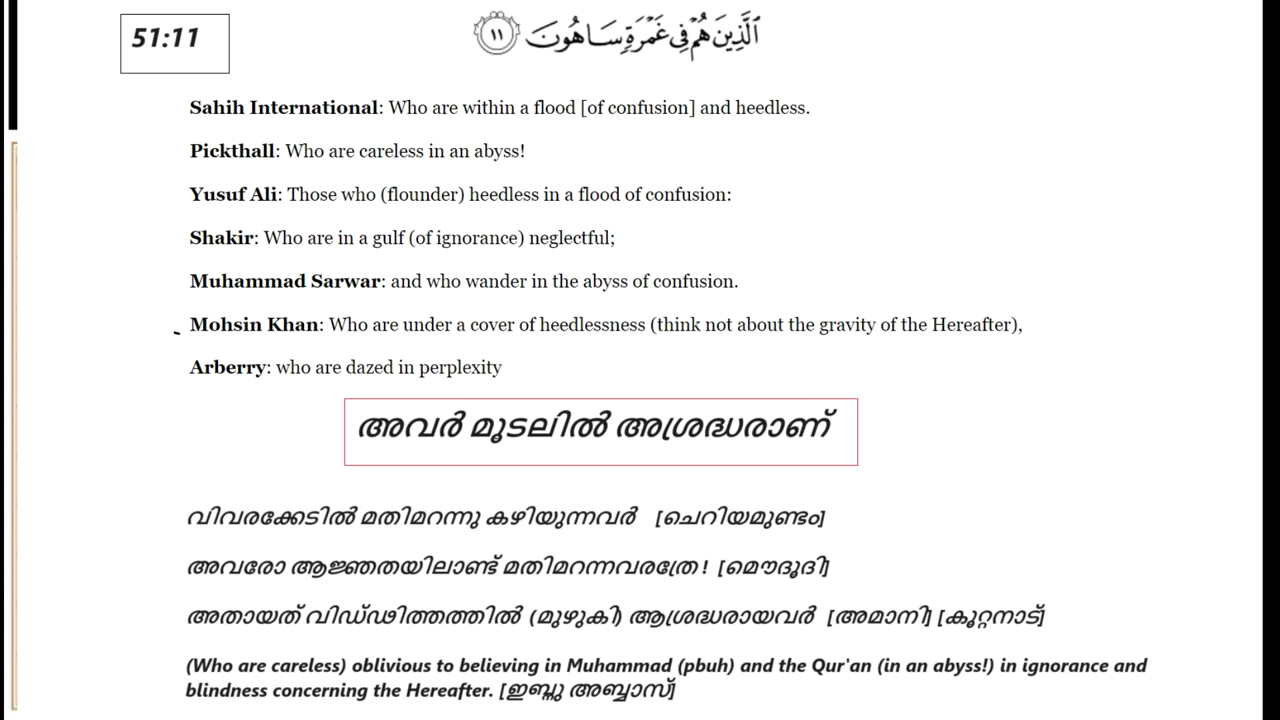 51:11
ٱلَّذِينَ هُمْ فِى غَمْرَةٍ سَاهُونَ ١١
Sahih International: Who are within a flood [of confusion] and heedless.
Pickthall: Who are careless in an abyss!
Yusuf Ali: Those who (flounder) heedless in a flood of confusion:
Shakir: Who are in a gulf (of ignorance) neglectful;
Muhammad Sarwar: and who wander in the abyss of confusion.
Mohsin Khan: Who are under a cover of heedlessness (think not about the gravity of the Hereafter),
Arberry: who are dazed in perplexity
അവർ മൂടലിൽ അശ്രദ്ധരാണ്
വിവരക്കേടിൽ മതിമറന്നു കഴിയുന്നവർ [ചെറിയമുണ്ടം]
അവരോ ആജ്ഞതയിലാണ്ട് മതിമറന്നവരത്രേ! [മൌദൂദി]
അതായത് വിഡ്ഢിത്തത്തിൽ (മുഴുകി) ആശ്രദ്ധരായവർ [അമാനി] [കൂറ്റനാട്]
(Who are careless) oblivious to believing in Muhammad (pbuh) and the Qur'an (in an abyss!) in ignorance and
blindness concerning the Hereafter. [ഇബ്നു അബ്ബാസ്]